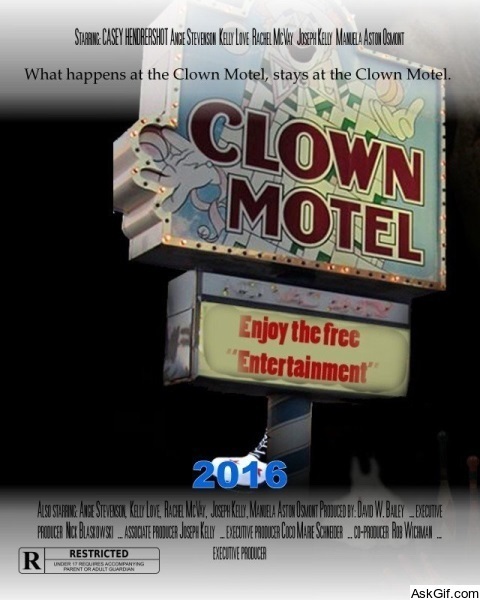 Starring: CASEY HENDRERSHOT Angie Stevenson Kelly Love Rachel McVay Joseph Kelly Manuela Aston Osmont
What happens at the Clown Motel, stays at the Clown Motel.
CLOWN
MOTEL
Enjoy the free
"Entertainment"
2016
Also starring: Angie Stevenson, Kelly Love, Rachel McVay, Joseph Kelly, Manuela Aston Osmont Produced by: David W. Bailey ... executive
producer Nick Blaskowski ... associate producer Joseph Kelly ... executive producer Coco Marie Schneider ... co-producer Rob Wichman ...
executive producer
R RESTRICTED
UNDER 17 REQUIRES ACCOMPANYING
PARENT OR ADULT GUARDIAN
AskGif.com